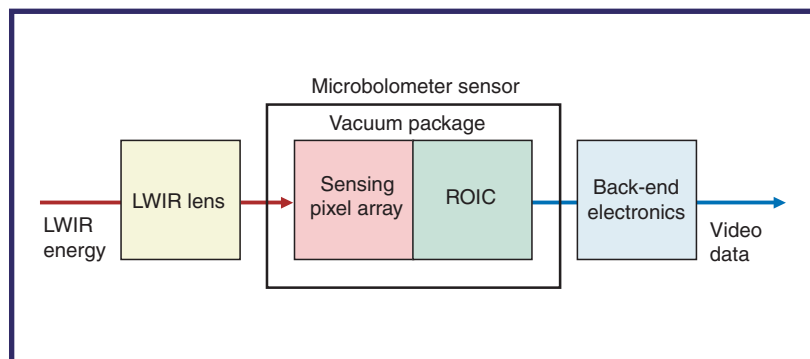 Microbolometer sensor
Vacuum package
LWIR lens
Sensing
pixel array
ROIC
Back-end
electronics
LWIR
energy
Video
data